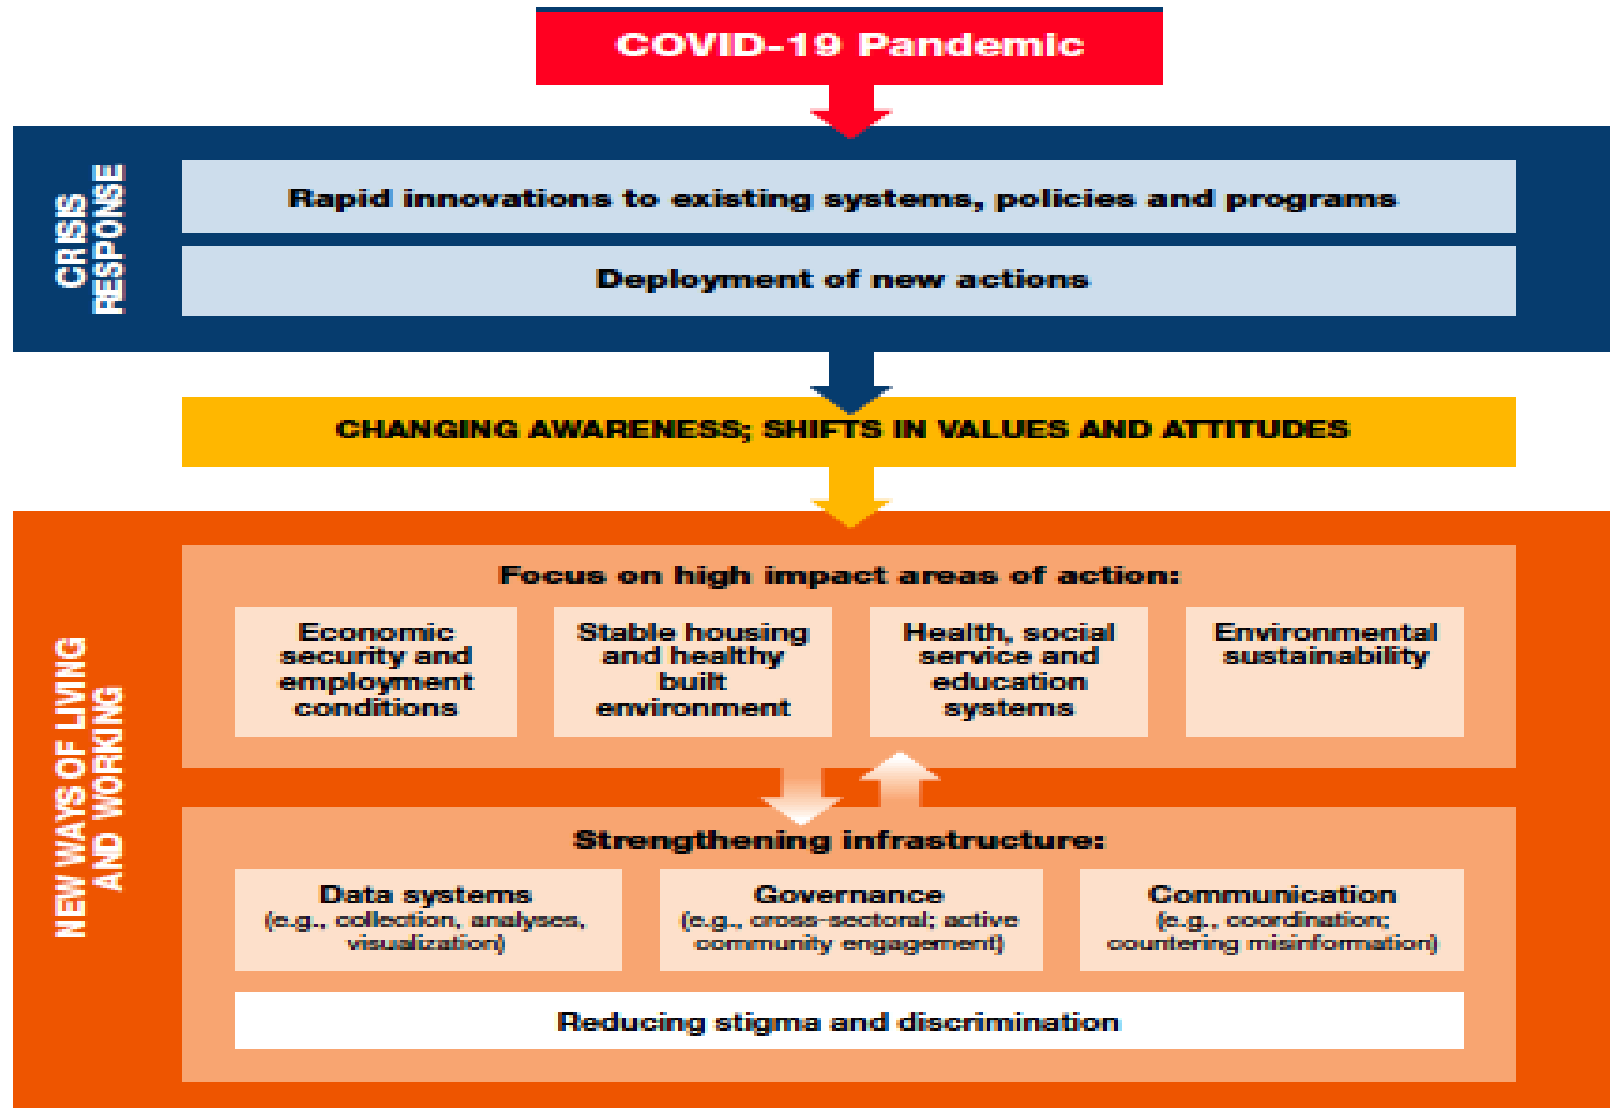 COVID-19 Pandemic
CRISIS
RESPONSE
Rapid innovations to existing systems, policies and programs
Deployment of new actions
CHANGING AWARENESS; SHIFTS IN VALUES AND ATTITUDES
NEW WAYS OF LIVING
AND WORKING
Focus on high impact areas of action:
Economic
security and
employment
conditions
Stable housing
and healthy
built
environment
Health, social
service and
education
systems
Environmental
sustainability
Strengthening infrastructure:
Data systems
(e.g., collection, analyses,
visualization)
Governance
(e.g., cross-sectoral; active
community engagement)
Communication
(e.g., coordination;
countering misinformation)
Reducing stigma and discrimination